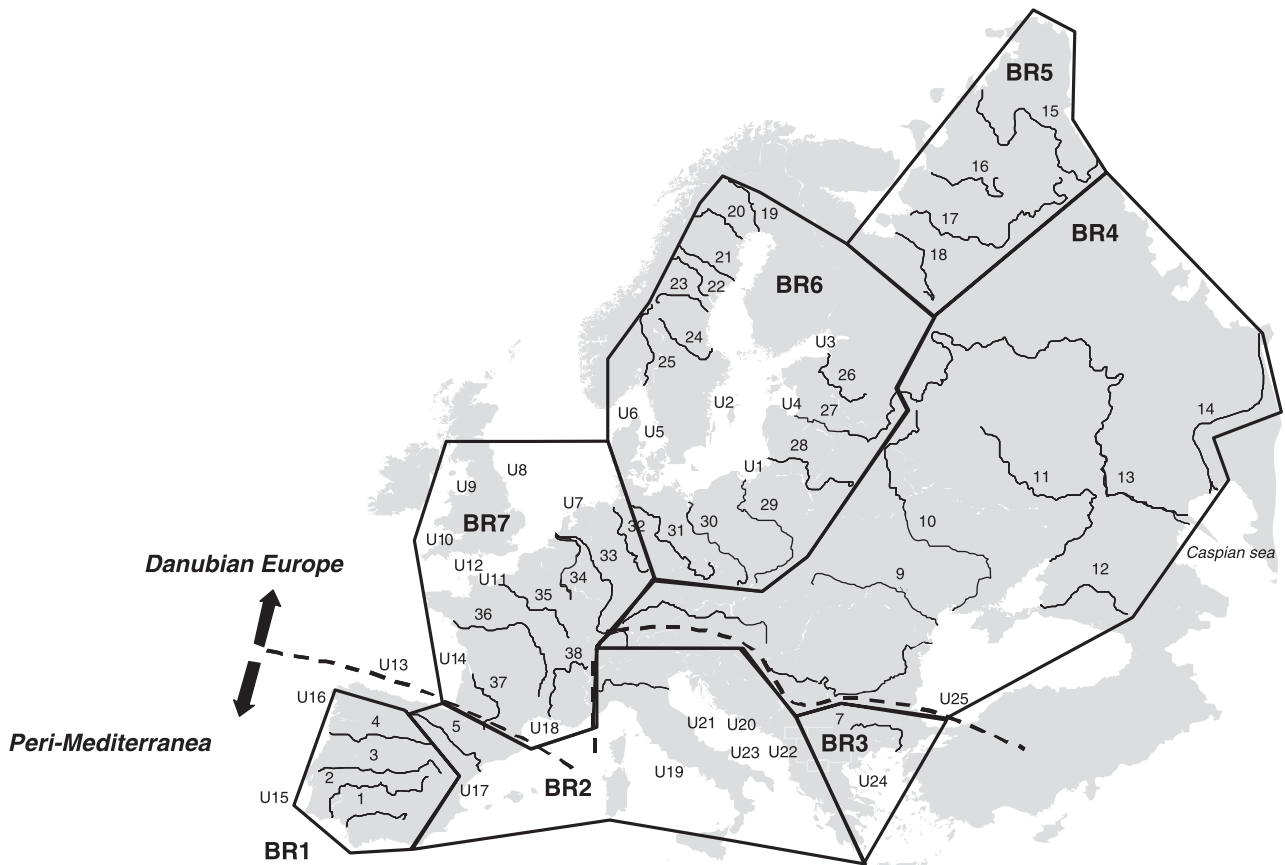 BR5
15
16
20
19
17
BR4
18
21
23
22
BR6
24
U3
25
26
U6
U2
U4
27
14
U5
28
U8
U1
11
13
U9
U7
29
BR7
32
31
30
10
U10
33
Caspian sea
Danubian Europe
U12
U11
34
9
12
35
36
38
U14
U13
37
U16
U25
4
5
U18
U21
U20
7
Peri-Mediterranea
BR3
3
U23
U22
2
U19
U24
U15
1
U17
BR2
BR1